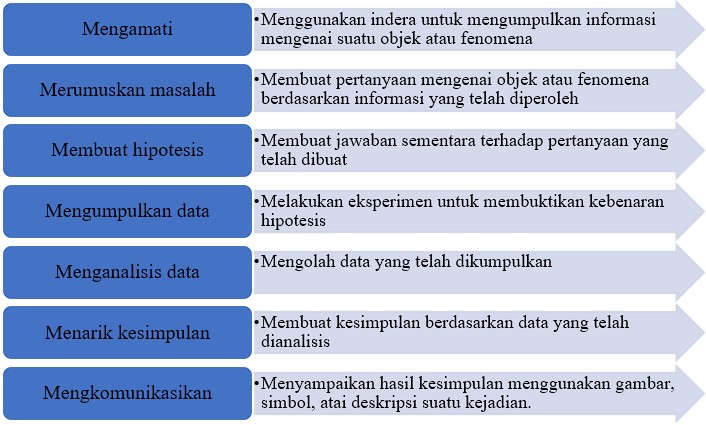 Mengamati
•Menggunakan indera untuk mengumpulkan informasi
mengenai suatu objek atau fenomena
Merumuskan masalah
•Membuat pertanyaan mengenai objek atau fenomena
berdasarkan informasi yang telah diperoleh
Membuat hipotesis
•Membuat jawaban sementara terhadap pertanyaan yang
telah dibuat
Mengumpulkan data
•Melakukan eksperimen untuk membuktikan kebenaran
hipotesis
Menganalisis data
•Mengolah data yang telah dikumpulkan
Menarik kesimpulan
•Membuat kesimpulan berdasarkan data yang telah
dianalisis
Mengkomunikasikan
•Menyampaikan hasil kesimpulan menggunakan gambar,
simbol, atai deskripsi suatu kejadian.